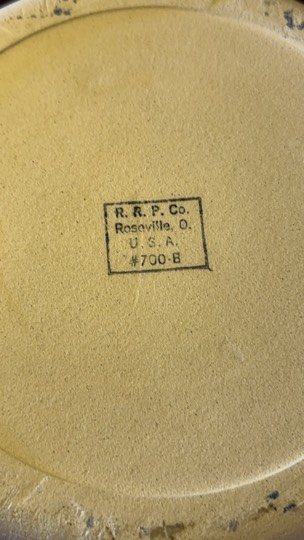 R. R. P. Co.
Roseville, O.
U. S. A.
#700-B